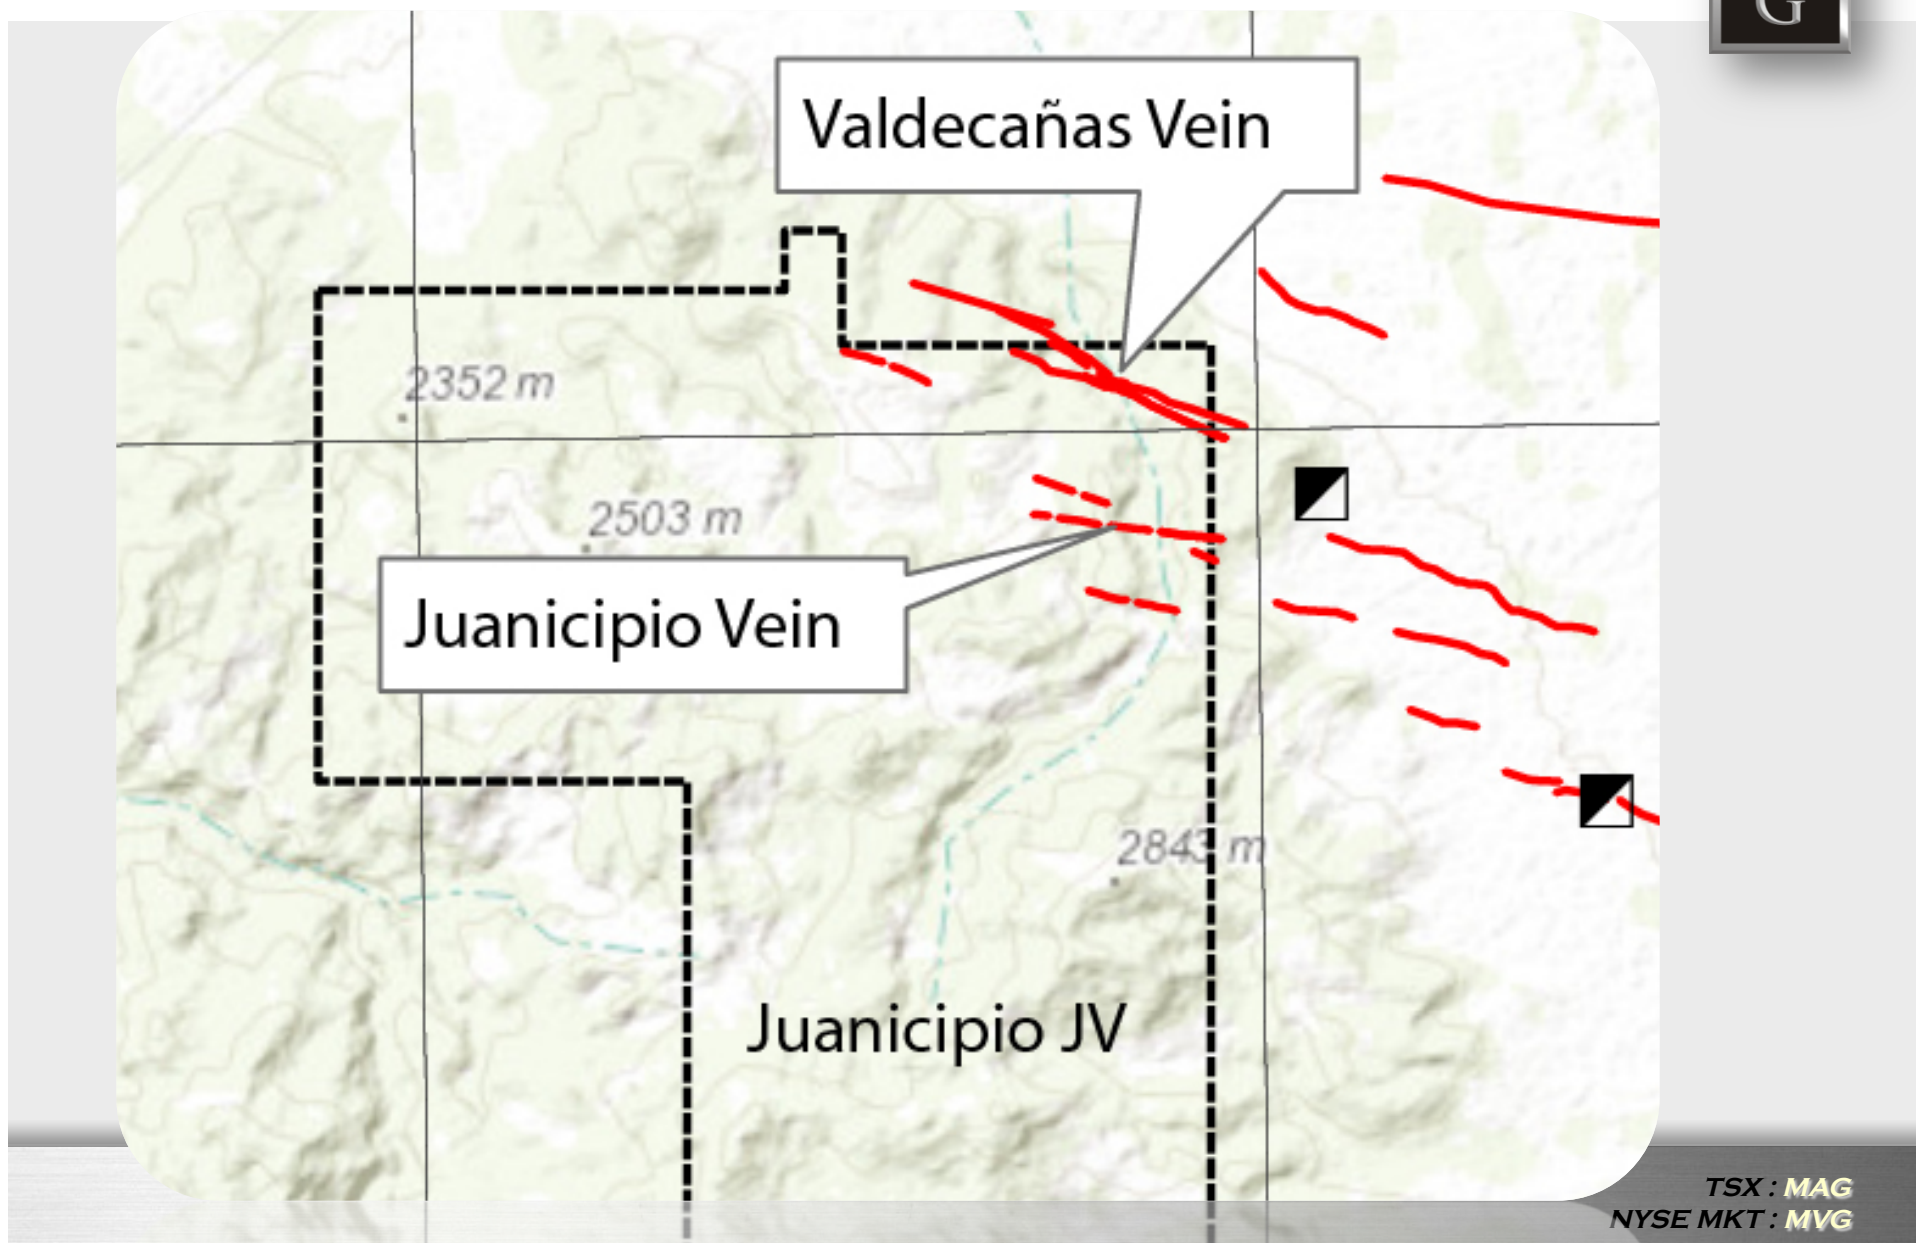 G
Valdecañas Vein
2352 m
2503 m
Juanicipio Vein
2843 m
Juanicipio JV
TSX : MAG
NYSE MKT : MVG